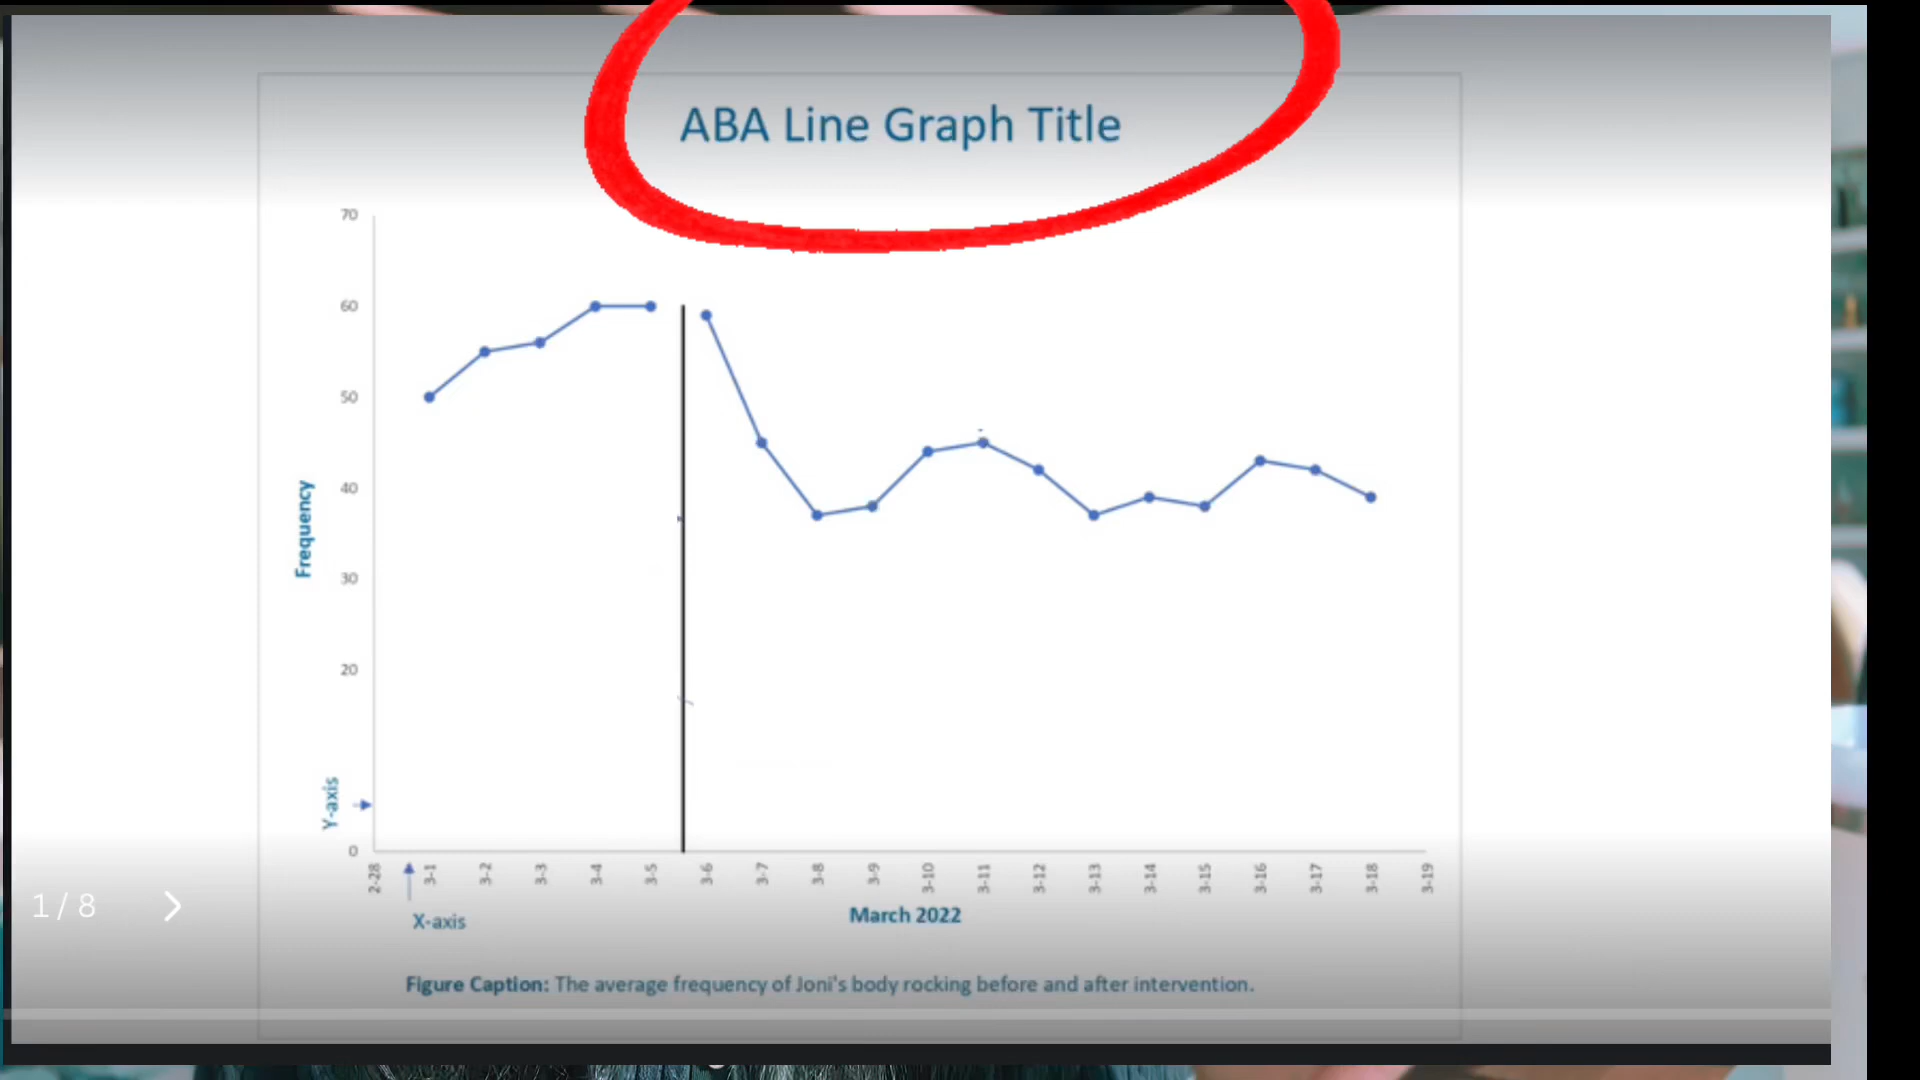 ABA Line Graph Title
70
60
50
40
30
20
0
Frequency
Y-axis
2-28 3-1 3-2 3-3 3-4 3-5 3-6 3-7 3-8 3-9 3-10 3-11 3-12 3-13 3-14 3-15 3-16 3-17 3-18 3-19
1 / 8
X-axis
March 2022
Figure Caption: The average frequency of Joni's body rocking before and after intervention.